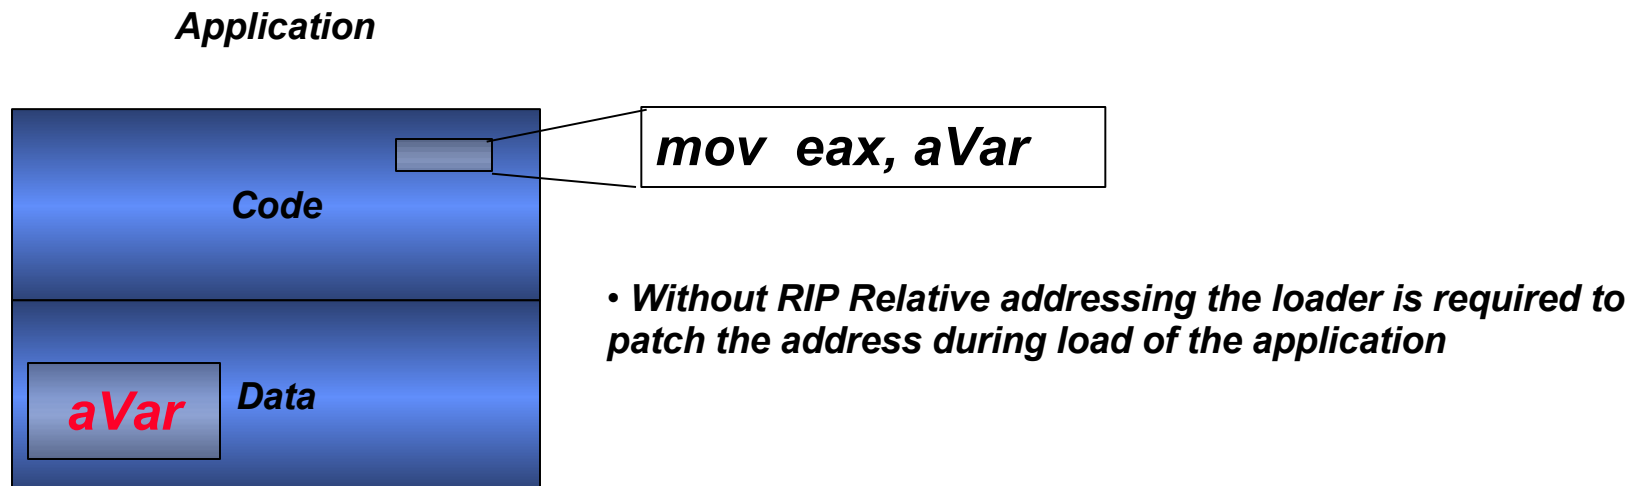 Application
mov eax, aVar
Code
• Without RIP Relative addressing the loader is required to
patch the address during load of the application
Data
aVar